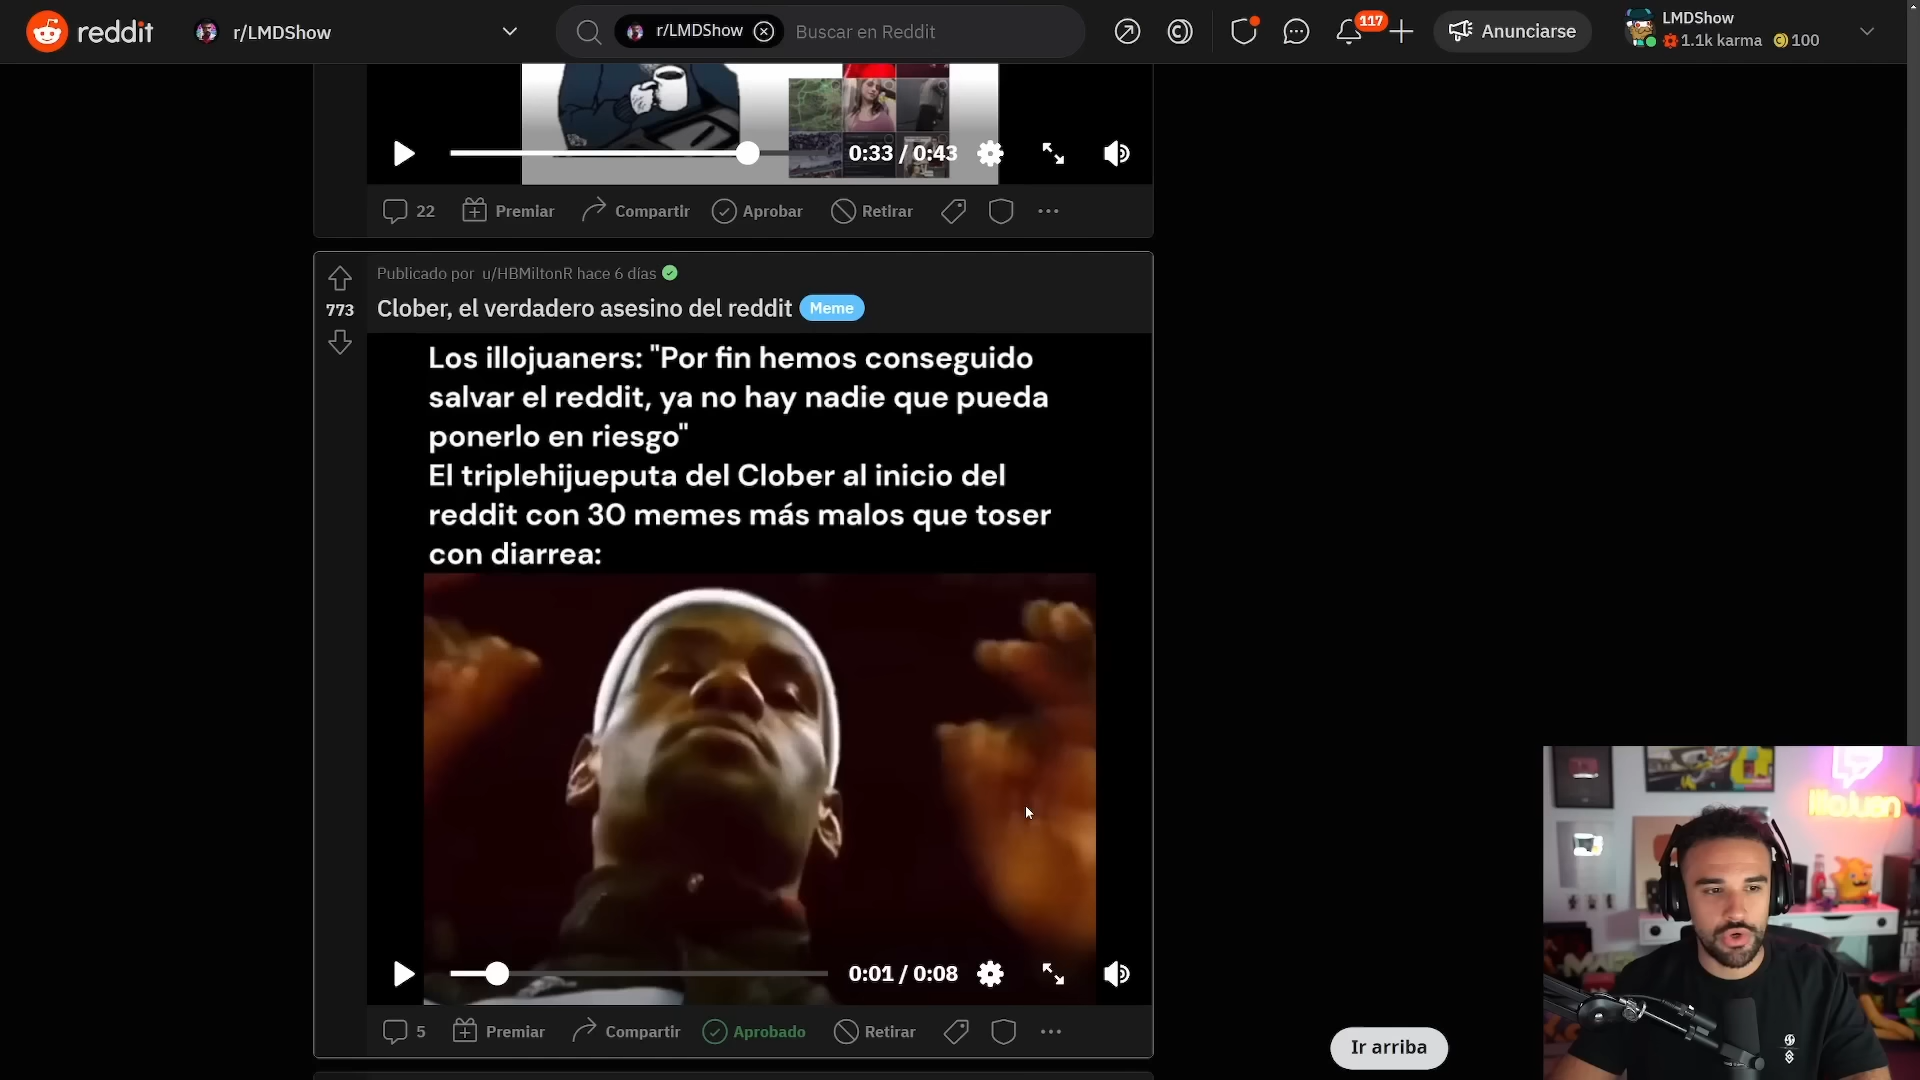 reddit
r/LMDShow
r/LMDShow
Buscar en Reddit
117
Anunciarse
LMDShow
1.1k karma
100
0:33 / 0:43
22
Premiar
Compartir
Aprobar
Retirar
Publicado por u/HBMiltonR hace 6 días
773
Clober, el verdadero asesino del reddit
Meme
Los illojuaners: "Por fin hemos conseguido
salvar el reddit, ya no hay nadie que pueda
ponerlo en riesgo"
El triplehijueputa del Clober al inicio del
reddit con 30 memes más malos que toser
con diarrea:
0:01 / 0:08
5
Premiar
Compartir
Aprobado
Retirar
Ir arriba